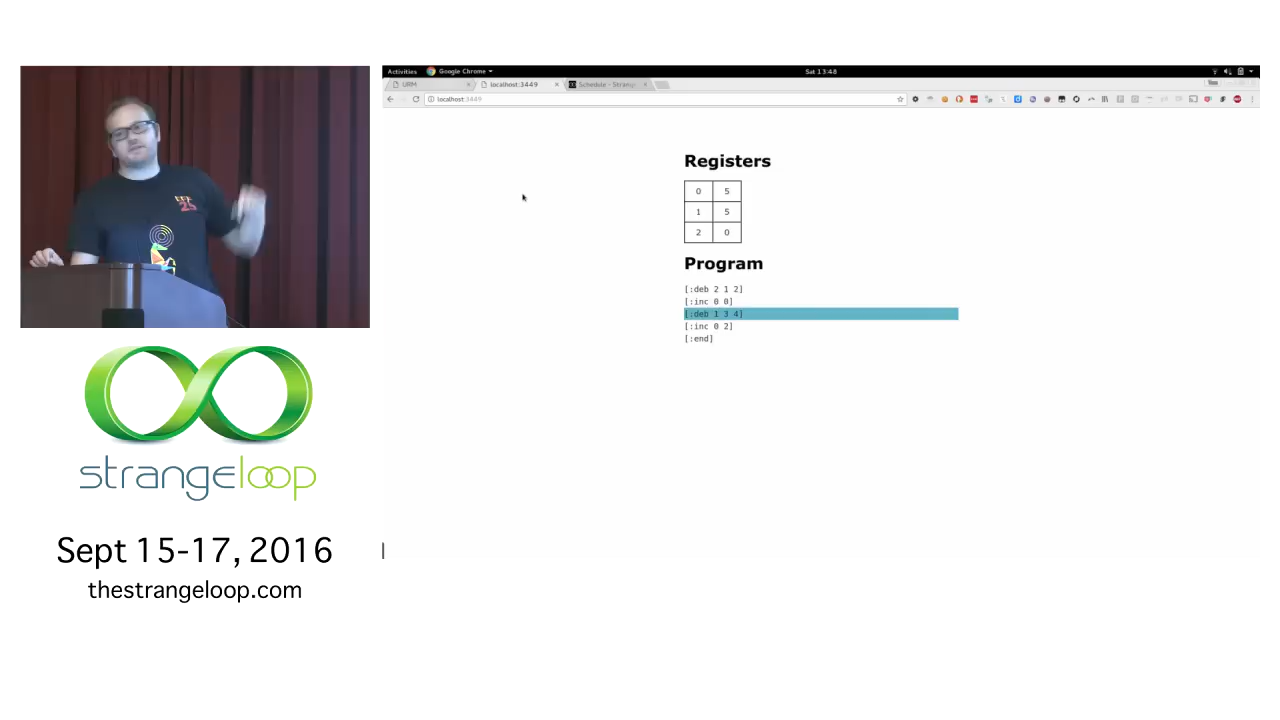 Activities Google Chrome Sat 13:48
URM localhost:3449 Schedule - Strange
localhost:3449
Registers
0 5
1 5
2 0
Program
[:deb 2 1 2]
[:inc 0 0]
[:deb 1 3 4]
[:inc 0 2]
[:end]
25
strangeloop
Sept 15-17, 2016
thestrangeloop.com